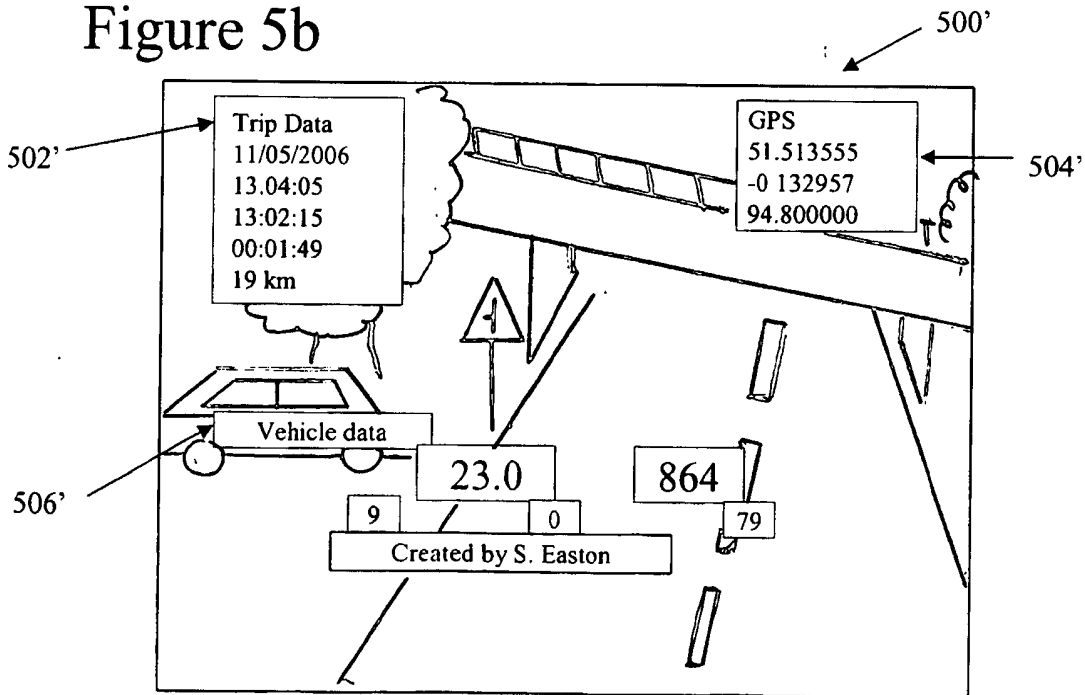 Figure 5b
500'
502'
Trip Data
11/05/2006
13.04:05
13:02:15
00:01:49
19 km
GPS
51.513555
-0 132957
94.800000
504'
506'
Vehicle data
23.0
864
9
0
79
Created by S. Easton